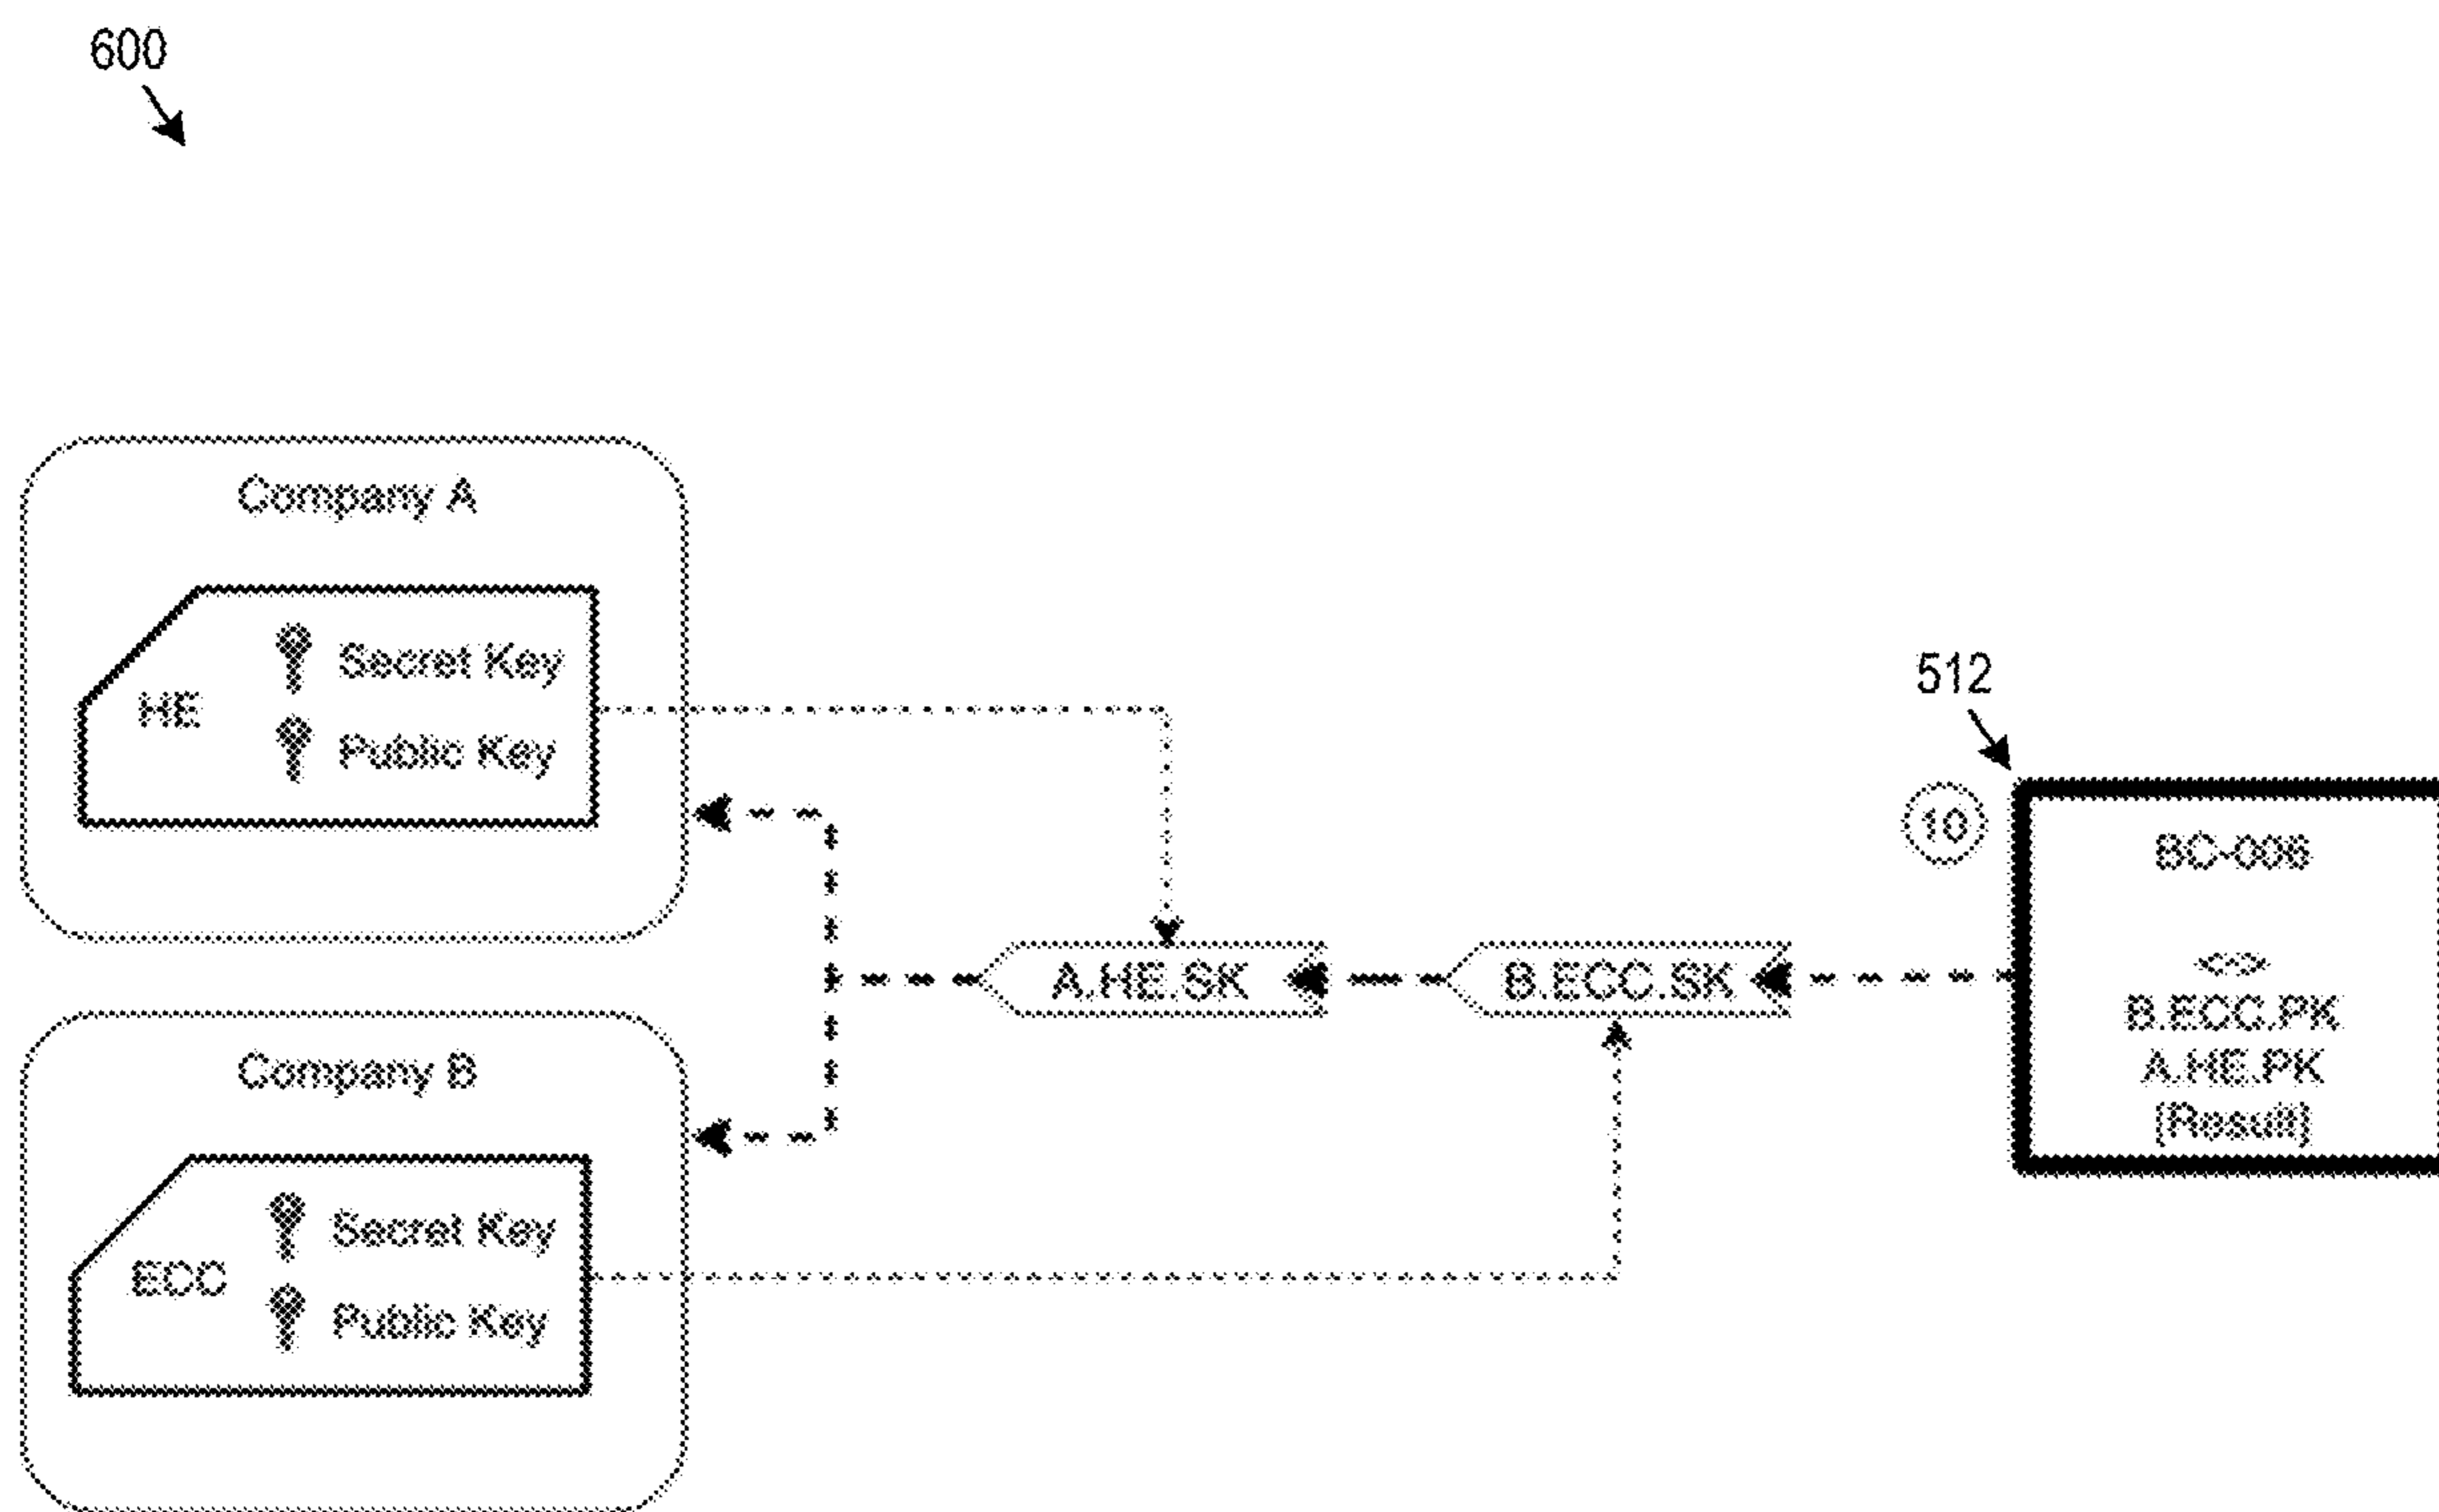 600
Company A
Secret Key
HE
Public Key
512
10
BC-006
A.HE.SK
B.ECC.SK
<>
B.ECC.PK
A.HE.PK
[Result]
Company B
Secret Key
ECC
Public Key